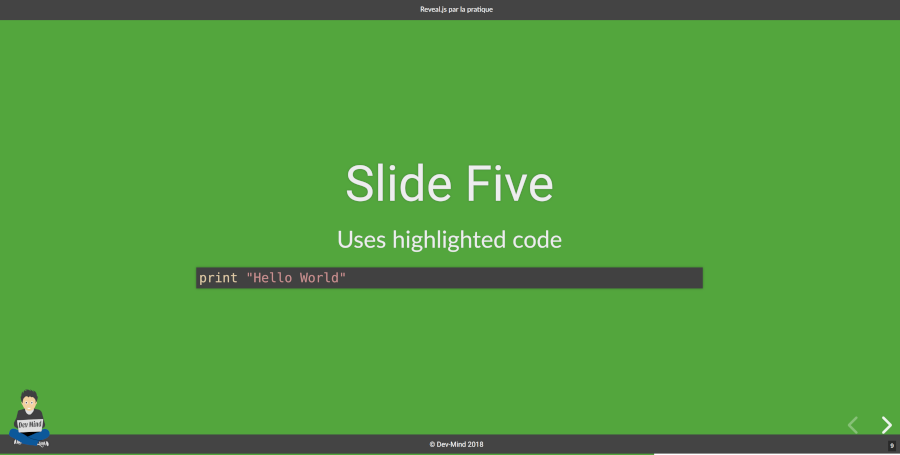 Reveal.js par la pratique
Slide Five
Uses highlighted code
print "Hello World"
Dev Mind
© Dev-Mind 2018
9